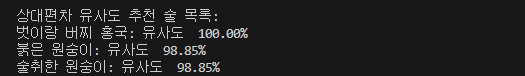 상대편차 유사도 추천 술 목록:
벗이랑 버찌 홍국: 유사도  100.00%
붉은 원숭이: 유사도  98.85%
술취한 원숭이: 유사도  98.85%